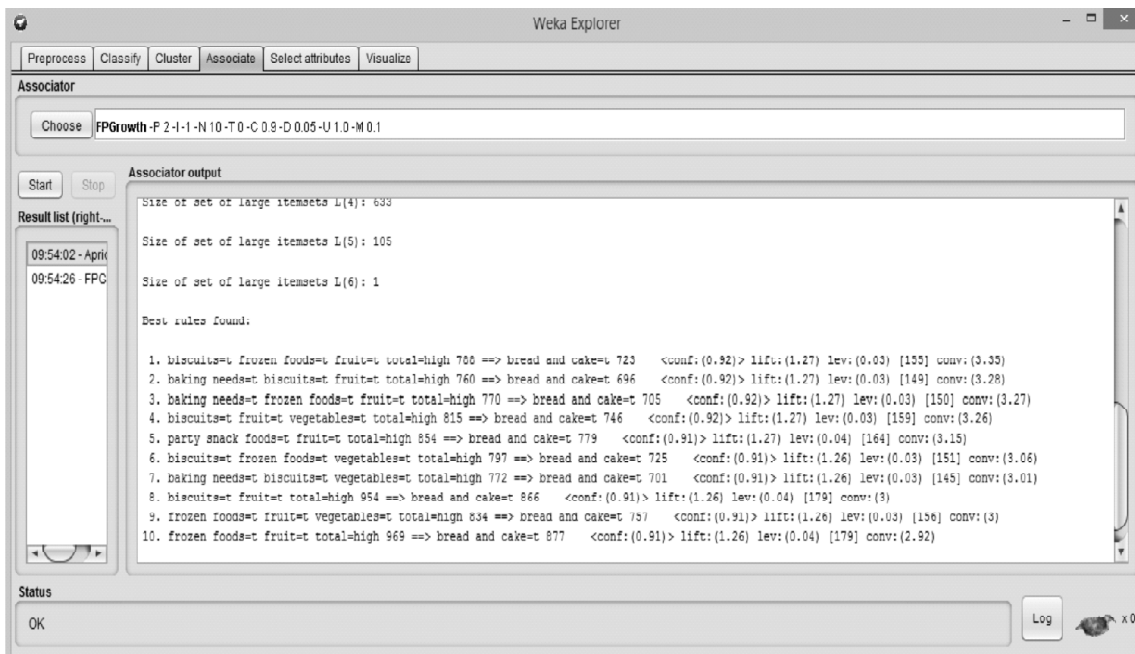 Weka Explorer
Preprocess Classify Cluster Associate Select attributes Visualize
Associator
Choose FPGrowth -P 2 -I -1 -N 10 -T 0 -C 0.9 -D 0.05 -U 1.0 -M 0.1
Start Stop
Associator output
Result list (right-...
09:54:02 - Aprio
09:54:26 - FPG
Size of set of large itemsets L(4): 633
Size of set of large itemsets L(5): 105
Size of set of large itemsets L(6): 1
Best rules found:
1. biscuits=t frozen foods=t fruit=t total=high 788 ==> bread and cake=t 723 <conf:(0.92)> lift:(1.27) lev:(0.03) [155] conv:(3.35)
2. baking needs=t biscuits=t fruit=t total=high 760 ==> bread and cake=t 696 <conf:(0.92)> lift:(1.27) lev:(0.03) [149] conv:(3.28)
3. baking needs=t frozen foods=t fruit=t total=high 770 ==> bread and cake=t 705 <conf:(0.92)> lift:(1.27) lev:(0.03) [150] conv:(3.27)
4. biscuits=t fruit=t vegetables=t total=high 815 ==> bread and cake=t 746 <conf:(0.92)> lift:(1.27) lev:(0.03) [159] conv:(3.26)
5. party snack foods=t fruit=t total=high 854 ==> bread and cake=t 779 <conf:(0.91)> lift:(1.27) lev:(0.04) [164] conv:(3.15)
6. biscuits=t frozen foods=t vegetables=t total=high 797 ==> bread and cake=t 725 <conf:(0.91)> lift:(1.26) lev:(0.03) [151] conv:(3.06)
7. baking needs=t biscuits=t vegetables=t total=high 772 ==> bread and cake=t 701 <conf:(0.91)> lift:(1.26) lev:(0.03) [145] conv:(3.01)
8. biscuits=t fruit=t total=high 954 ==> bread and cake=t 866 <conf:(0.91)> lift:(1.26) lev:(0.04) [179] conv:(3)
9. frozen foods=t fruit=t vegetables=t total=high 834 ==> bread and cake=t 757 <conf:(0.91)> lift:(1.26) lev:(0.03) [156] conv:(3)
10. frozen foods=t fruit=t total=high 969 ==> bread and cake=t 877 <conf:(0.91)> lift:(1.26) lev:(0.04) [179] conv:(2.92)
Status
OK
Log
x 0